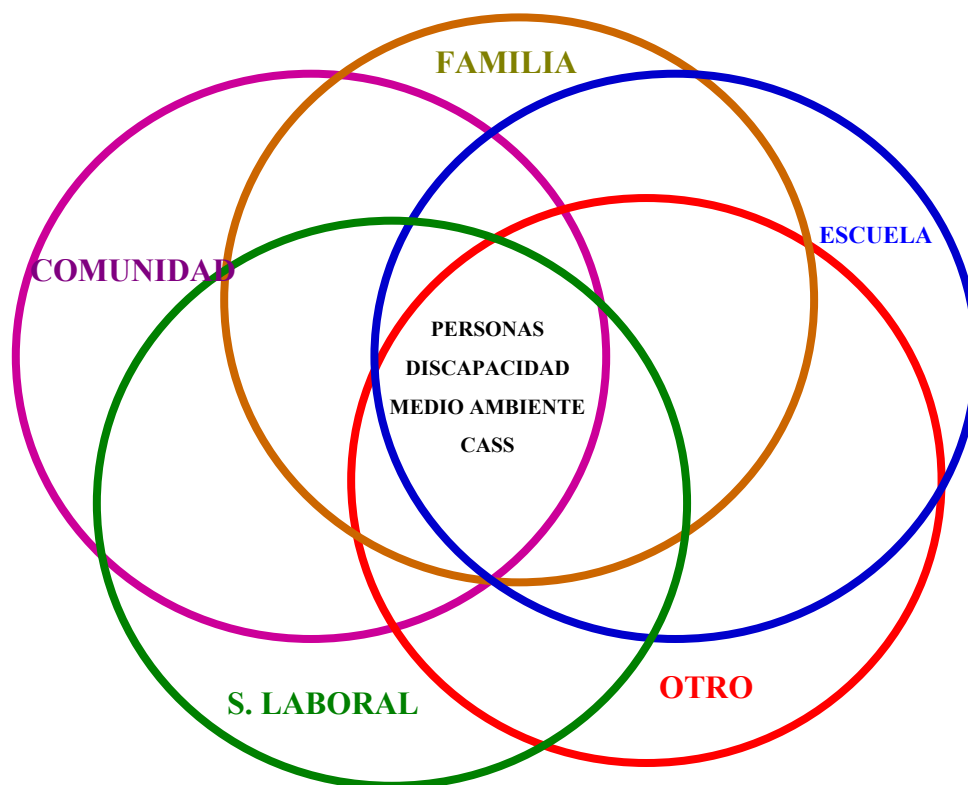 FAMILIA
ESCUELA
COMUNIDAD
PERSONAS
DISCAPACIDAD
MEDIO AMBIENTE
CASS
OTRO
S. LABORAL